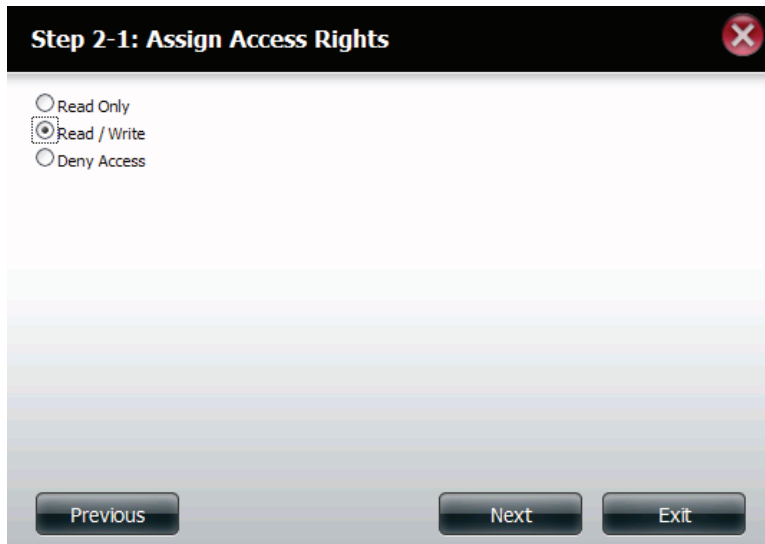 Step 2-1: Assign Access Rights
Read Only
Read / Write
Deny Access
Previous Next Exit